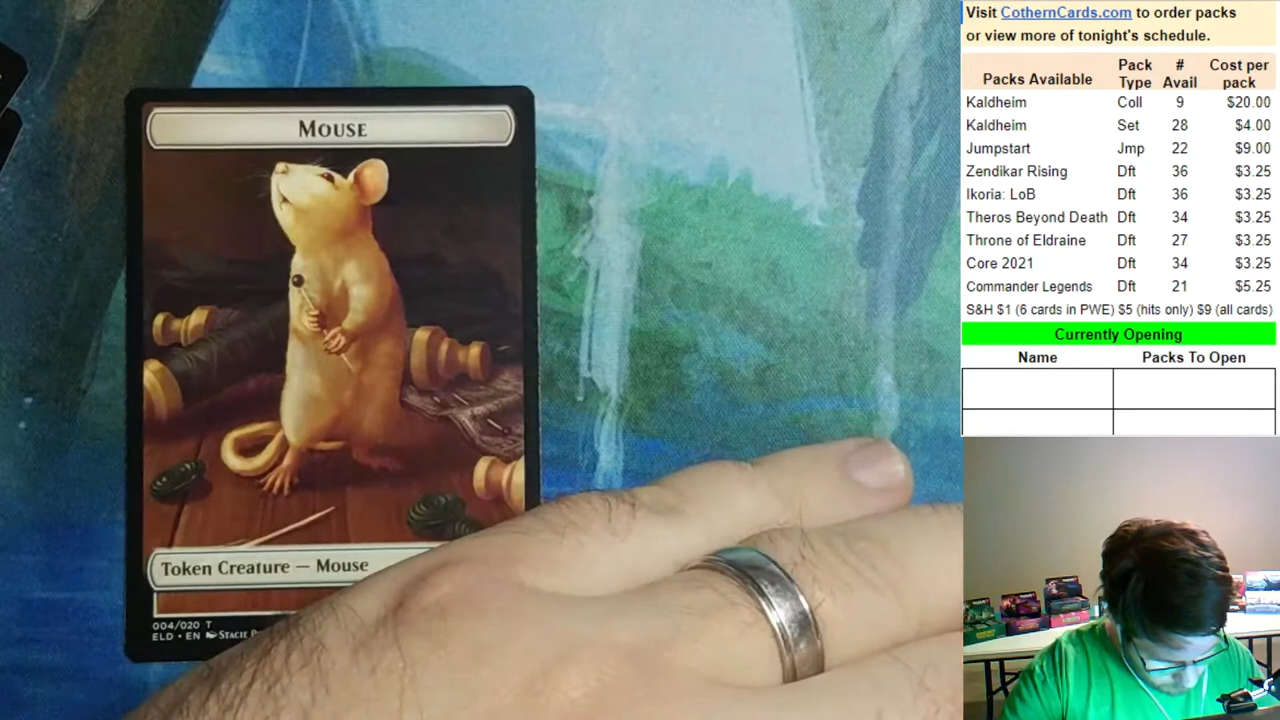 Mouse
Token Creature — Mouse
004/020 T
ELD • EN Stacie
Visit CothernCards.com to order packs
or view more of tonight's schedule.
Packs Available Pack Type # Avail Cost per pack
Kaldheim Coll 9 $20.00
Kaldheim Set 28 $4.00
Jumpstart Jmp 22 $9.00
Zendikar Rising Dft 36 $3.25
Ikoria: LoB Dft 36 $3.25
Theros Beyond Death Dft 34 $3.25
Throne of Eldraine Dft 27 $3.25
Core 2021 Dft 34 $3.25
Commander Legends Dft 21 $5.25
S&H $1 (6 cards in PWE) $5 (hits only) $9 (all cards)
Currently Opening
Name Packs To Open